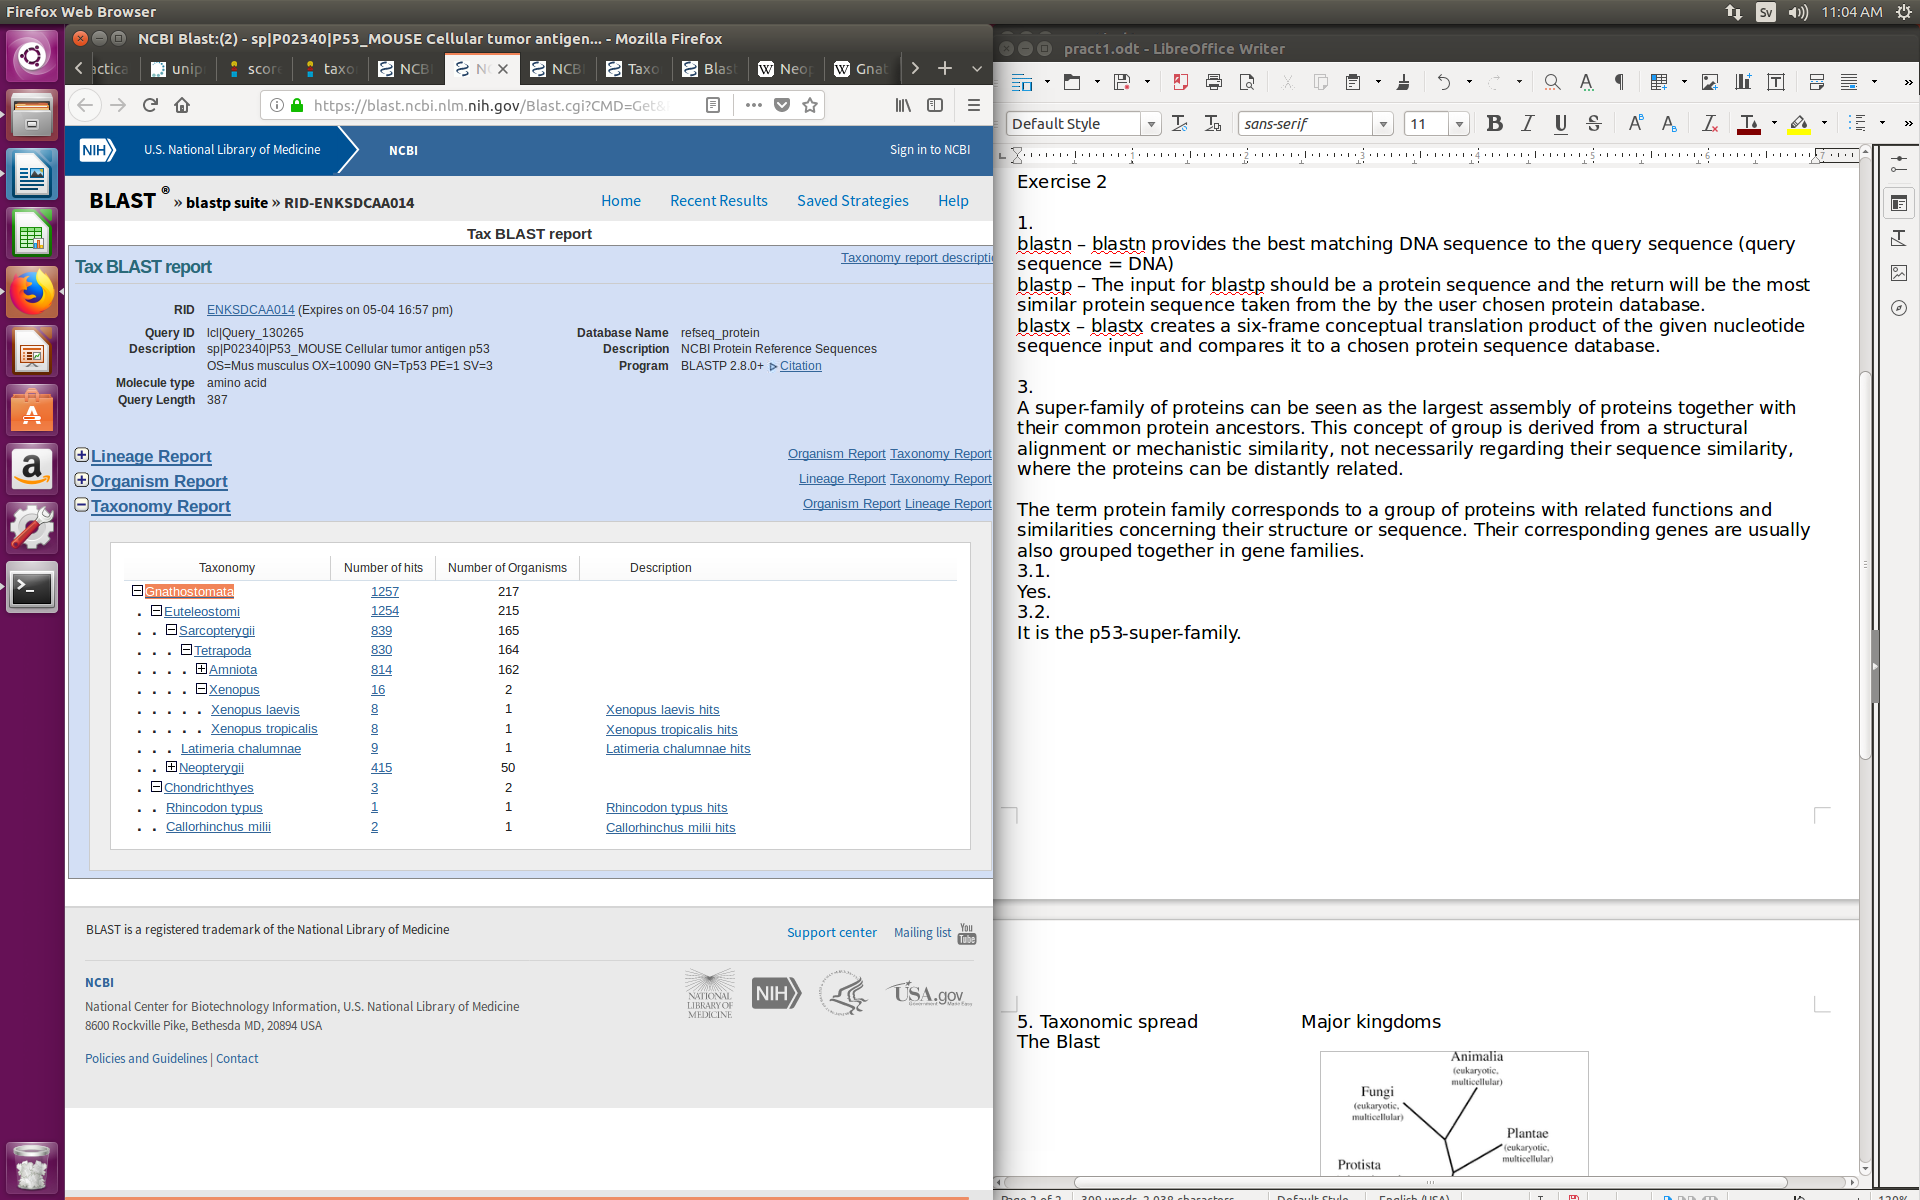 Firefox Web Browser
Sv
11:04 AM
NCBI Blast:(2) - sp|P02340|P53_MOUSE Cellular tumor antigen... - Mozilla Firefox
actica
unip
score
taxo
NCB
NC
NCB
Taxo
Blast
Neop
Gnat
https://blast.ncbi.nlm.nih.gov/Blast.cgi?CMD=Get&
NIH
U.S. National Library of Medicine
NCBI
Sign in to NCBI
BLAST ® » blastp suite » RID-ENKSDCAA014
Home
Recent Results
Saved Strategies
Help
Tax BLAST report
Tax BLAST report
Taxonomy report descripti
RID ENKSDCAA014 (Expires on 05-04 16:57 pm)
Query ID lcl|Query_130265
Description sp|P02340|P53_MOUSE Cellular tumor antigen p53
OS=Mus musculus OX=10090 GN=Tp53 PE=1 SV=3
Molecule type amino acid
Query Length 387
Database Name refseq_protein
Description NCBI Protein Reference Sequences
Program BLASTP 2.8.0+ Citation
Lineage Report Organism Report Taxonomy Report
Organism Report Lineage Report Taxonomy Report
Taxonomy Report Organism Report Lineage Report
Taxonomy Number of hits Number of Organisms Description
Gnathostomata 1257 217
. Euteleostomi 1254 215
. . Sarcopterygii 839 165
. . . Tetrapoda 830 164
. . . . Amniota 814 162
. . . . Xenopus 16 2
. . . . . Xenopus laevis 8 1 Xenopus laevis hits
. . . . . Xenopus tropicalis 8 1 Xenopus tropicalis hits
. . . Latimeria chalumnae 9 1 Latimeria chalumnae hits
. . Neopterygii 415 50
. Chondrichthyes 3 2
. . Rhincodon typus 1 1 Rhincodon typus hits
. . Callorhinchus milii 2 1 Callorhinchus milii hits
BLAST is a registered trademark of the National Library of Medicine
Support center
Mailing list
You Tube
NCBI
National Center for Biotechnology Information, U.S. National Library of Medicine
8600 Rockville Pike, Bethesda MD, 20894 USA
Policies and Guidelines | Contact
NATIONAL
LIBRARY OF
MEDICINE
NIH
USA.gov
pract1.odt - LibreOffice Writer
Default Style
sans-serif
11
1 2 3 4 5 6 7
Exercise 2
1.
blastn – blastn provides the best matching DNA sequence to the query sequence (query
sequence = DNA)
blastp – The input for blastp should be a protein sequence and the return will be the most
similar protein sequence taken from the by the user chosen protein database.
blastx – blastx creates a six-frame conceptual translation product of the given nucleotide
sequence input and compares it to a chosen protein sequence database.
3.
A super-family of proteins can be seen as the largest assembly of proteins together with
their common protein ancestors. This concept of group is derived from a structural
alignment or mechanistic similarity, not necessarily regarding their sequence similarity,
where the proteins can be distantly related.
The term protein family corresponds to a group of proteins with related functions and
similarities concerning their structure or sequence. Their corresponding genes are usually
also grouped together in gene families.
3.1.
Yes.
3.2.
It is the p53-super-family.
5. Taxonomic spread Major kingdoms
The Blast
Animalia
(eukaryotic,
multicellular)
Fungi
(eukaryotic,
multicellular)
Plantae
(eukaryotic,
multicellular)
Protista
Page 2 of 2
309 words, 2,038 characters
Default Style
English (USA)
120%